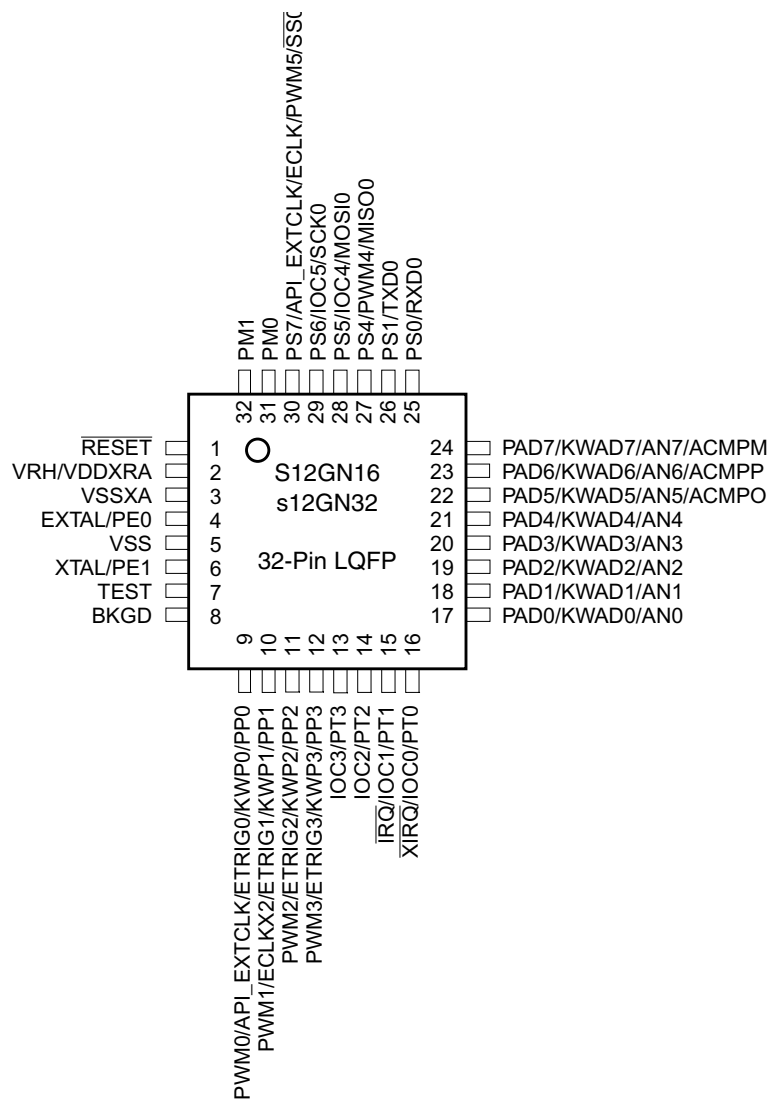 PS7/API_EXTCLK/ECLK/PWM5/SS0
PM1
PM0
PS6/IOC5/SCK0
PS5/IOC4/MOSI0
PS4/PWM4/MISO0
PS1/TXD0
PS0/RXD0
32
31
30
29
28
27
26
25
RESET 1
VRH/VDDXRA 2
VSSXA 3
EXTAL/PE0 4
VSS 5
XTAL/PE1 6
TEST 7
BKGD 8
S12GN16
s12GN32
32-Pin LQFP
24 PAD7/KWAD7/AN7/ACMPM
23 PAD6/KWAD6/AN6/ACMPP
22 PAD5/KWAD5/AN5/ACMPO
21 PAD4/KWAD4/AN4
20 PAD3/KWAD3/AN3
19 PAD2/KWAD2/AN2
18 PAD1/KWAD1/AN1
17 PAD0/KWAD0/AN0
9
10
11
12
13
14
15
16
PWM0/API_EXTCLK/ETRIG0/KWP0/PP0
PWM1/ECLKX2/ETRIG1/KWP1/PP1
PWM2/ETRIG2/KWP2/PP2
PWM3/ETRIG3/KWP3/PP3
IOC3/PT3
IOC2/PT2
IRQ/IOC1/PT1
XIRQ/IOC0/PT0